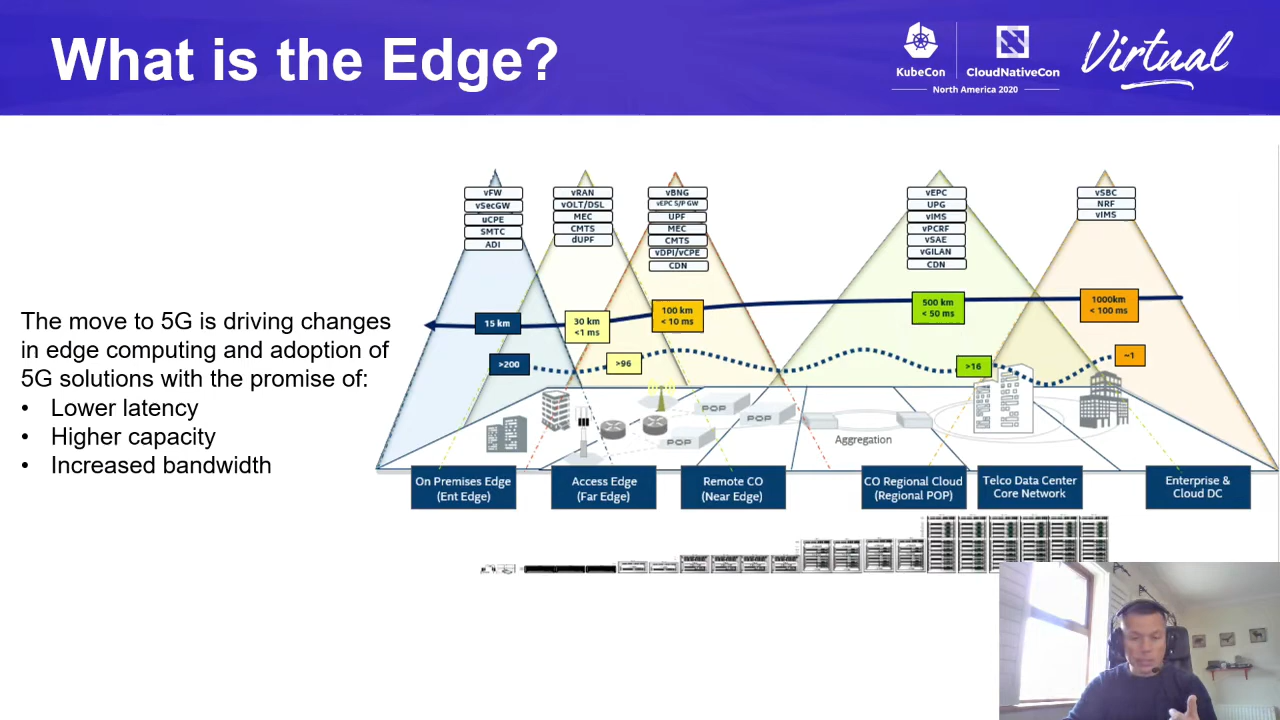 What is the Edge?
KubeCon
CloudNativeCon
North America 2020
Virtual
The move to 5G is driving changes
in edge computing and adoption of
5G solutions with the promise of:
• Lower latency
• Higher capacity
• Increased bandwidth
vFW
vSecGW
uCPE
SMTC
ADI
vRAN
vOLT/DSL
MEC
CMTS
dUPF
vBNG
vEPC S/P GW
UPF
MEC
CMTS
vDPI/vCPE
CDN
vEPC
UPG
vIMS
vPCRF
vSAE
vGILAN
CDN
vSBC
NRF
vIMS
15 km
30 km
<1 ms
100 km
< 10 ms
500 km
< 50 ms
1000km
< 100 ms
>200
>96
>16
~1
POP
POP
POP
Aggregation
On Premises Edge
(Ent Edge)
Access Edge
(Far Edge)
Remote CO
(Near Edge)
CO Regional Cloud
(Regional POP)
Telco Data Center
Core Network
Enterprise &
Cloud DC